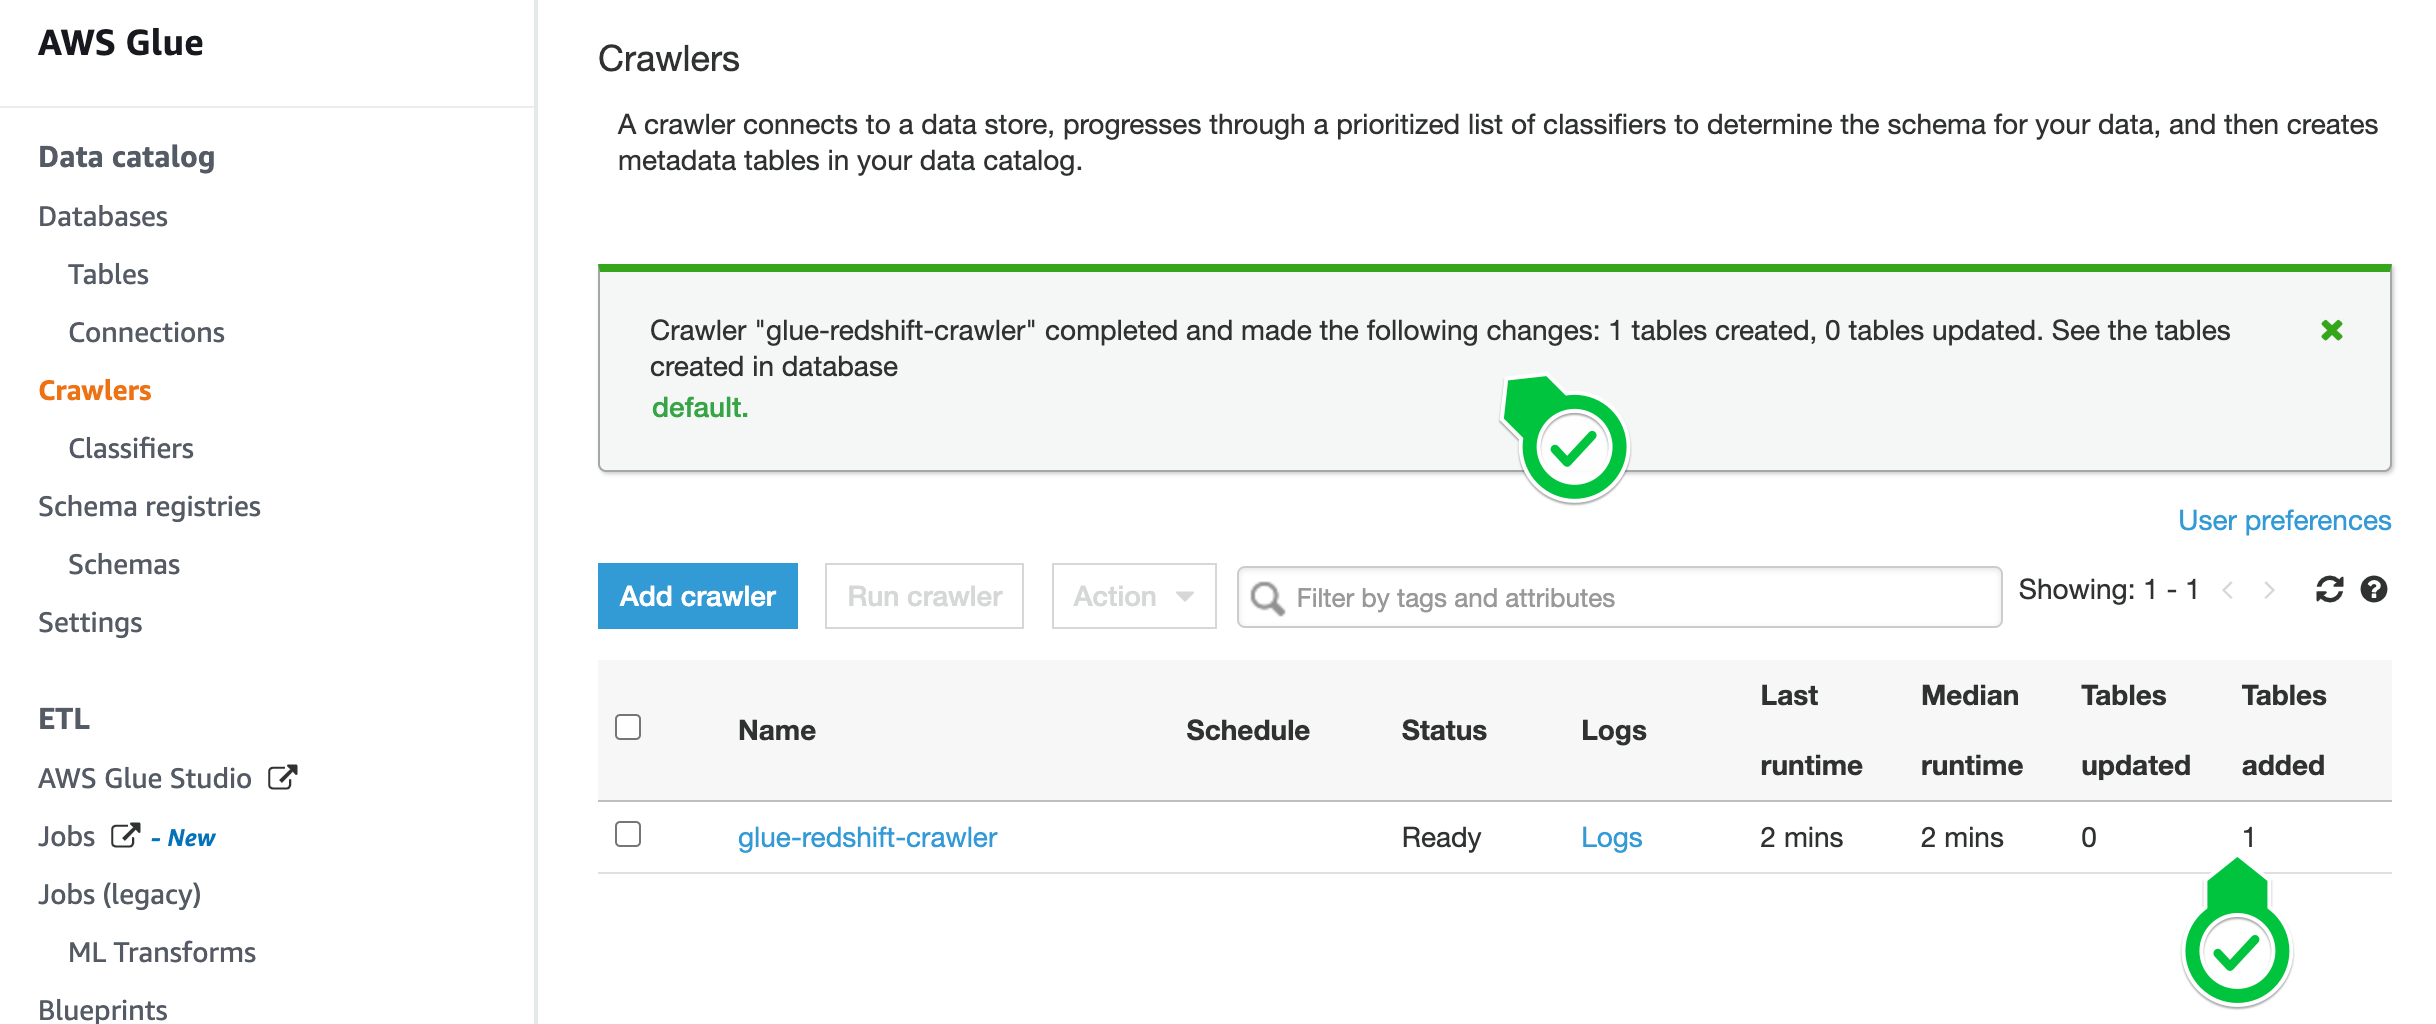 AWS Glue
Data catalog
Databases
Tables
Connections
Crawlers
Classifiers
Schema registries
Schemas
Settings
ETL
AWS Glue Studio
Jobs - New
Jobs (legacy)
ML Transforms
Blueprints
Crawlers
A crawler connects to a data store, progresses through a prioritized list of classifiers to determine the schema for your data, and then creates
metadata tables in your data catalog.
Crawler "glue-redshift-crawler" completed and made the following changes: 1 tables created, 0 tables updated. See the tables
created in database
default.
User preferences
Add crawler Run crawler Action Filter by tags and attributes Showing: 1 - 1
Name Schedule Status Logs Last runtime Median runtime Tables updated Tables added
glue-redshift-crawler Ready Logs 2 mins 2 mins 0 1